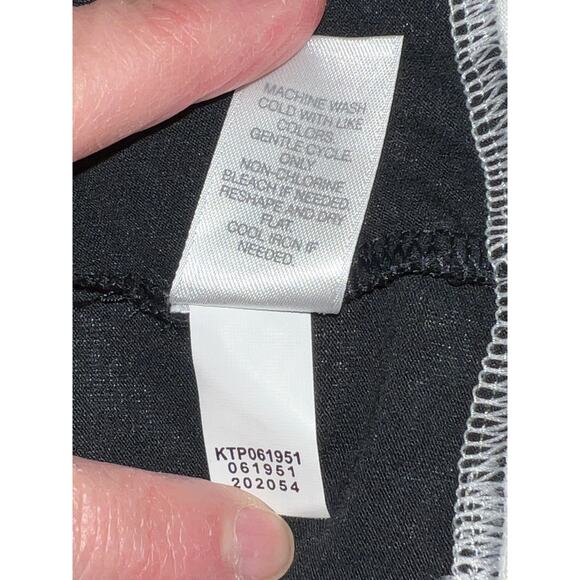 MACHINE WASH
COLD WITH LIKE
COLORS.
GENTLE CYCLE.
ONLY
NON-CHLORINE
BLEACH IF NEEDED.
RESHAPE AND DRY
FLAT.
COOL IRON IF
NEEDED.
KTP061951
061951
202054